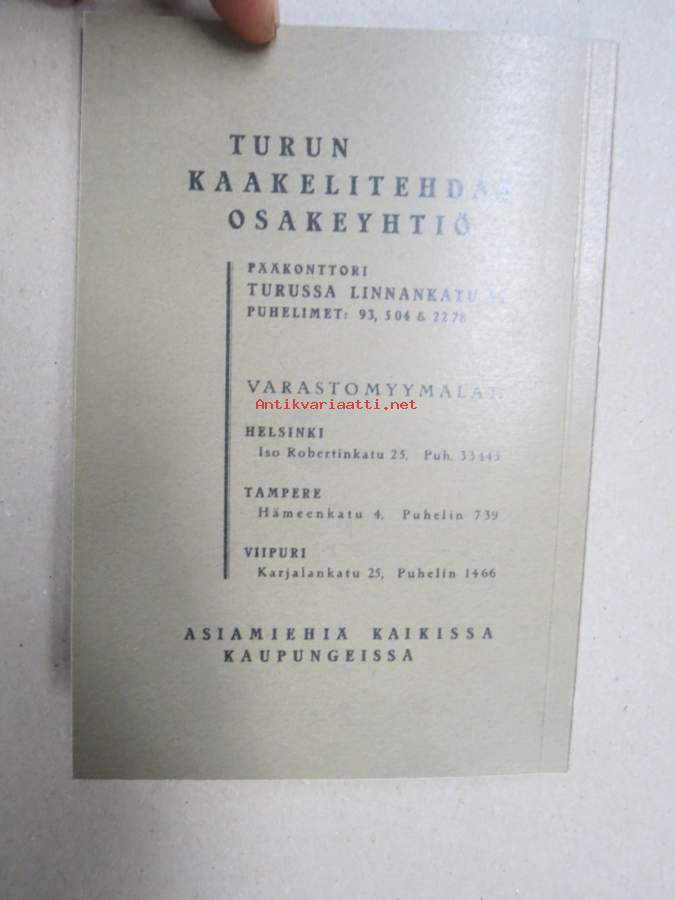 TURUN
KAAKELITEHDAS
OSAKEYHTIÖ
PÄÄKONTTORI
TURUSSA LINNANKATU
PUHELIMET: 93, 504 & 2278
VARASTOMYYMÄLÄT:
Antikvariaatti.net
HELSINKI
Iso Robertinkatu 25, Puh. 33445
TAMPERE
Hämeenkatu 4, Puhelin 739
VIIPURI
Karjalankatu 25, Puhelin 1466
ASIAMIEHIÄ KAIKISSA
KAUPUNGEISSA